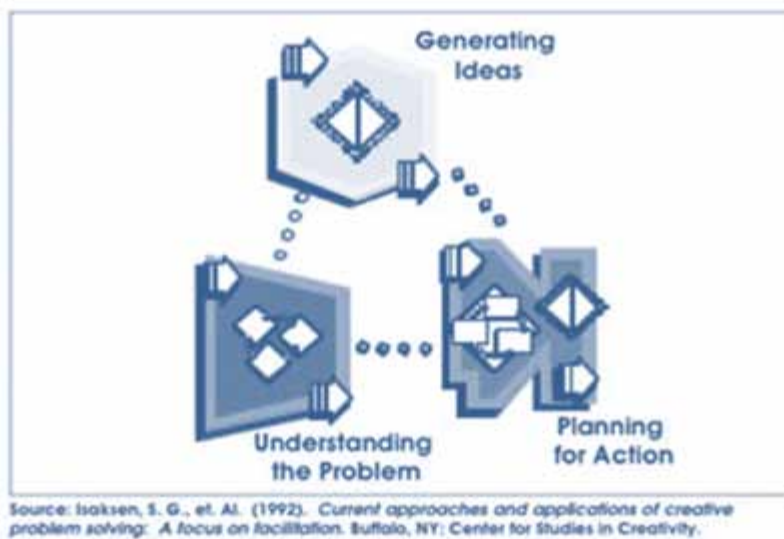 Generating
Ideas
Understanding
the Problem
Planning
for Action
Source: Isaksen, S. G., et. Al. (1992). Current approaches and applications of creative
problem solving: A focus on facilitation. Buffalo, NY: Center for Studies in Creativity.